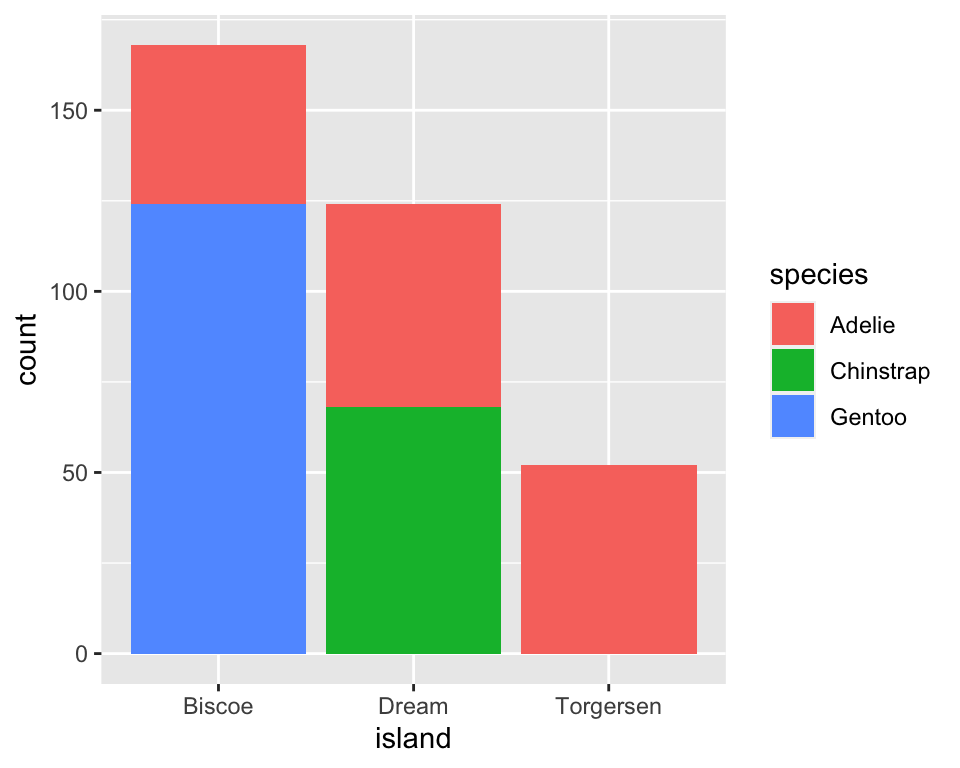 150
100
50
0
count
Biscoe
Dream
Torgersen
island
species
Adelie
Chinstrap
Gentoo